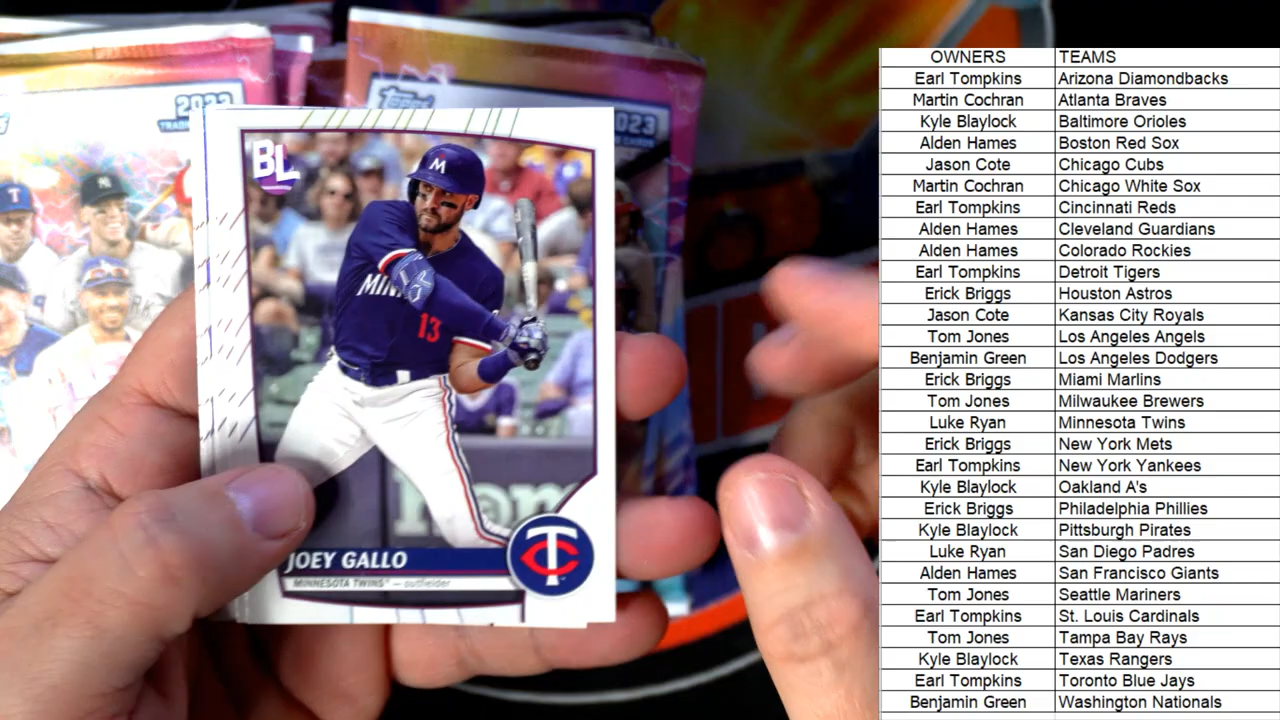 Topps
2023
2023
BL
M
MIN
13
JOEY GALLO
MINNESOTA TWINS™ — outfielder
TC
OWNERS TEAMS
Earl Tompkins Arizona Diamondbacks
Martin Cochran Atlanta Braves
Kyle Blaylock Baltimore Orioles
Alden Hames Boston Red Sox
Jason Cote Chicago Cubs
Martin Cochran Chicago White Sox
Earl Tompkins Cincinnati Reds
Alden Hames Cleveland Guardians
Alden Hames Colorado Rockies
Earl Tompkins Detroit Tigers
Erick Briggs Houston Astros
Jason Cote Kansas City Royals
Tom Jones Los Angeles Angels
Benjamin Green Los Angeles Dodgers
Erick Briggs Miami Marlins
Tom Jones Milwaukee Brewers
Luke Ryan Minnesota Twins
Erick Briggs New York Mets
Earl Tompkins New York Yankees
Kyle Blaylock Oakland A's
Erick Briggs Philadelphia Phillies
Kyle Blaylock Pittsburgh Pirates
Luke Ryan San Diego Padres
Alden Hames San Francisco Giants
Tom Jones Seattle Mariners
Earl Tompkins St. Louis Cardinals
Tom Jones Tampa Bay Rays
Kyle Blaylock Texas Rangers
Earl Tompkins Toronto Blue Jays
Benjamin Green Washington Nationals